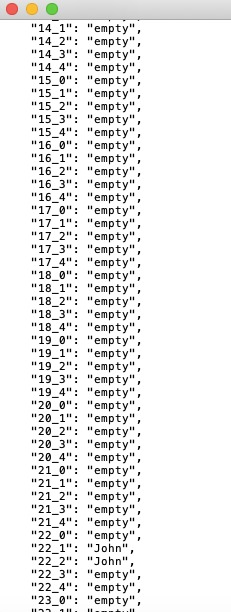 "14_1": "empty",
"14_2": "empty",
"14_3": "empty",
"14_4": "empty",
"15_0": "empty",
"15_1": "empty",
"15_2": "empty",
"15_3": "empty",
"15_4": "empty",
"16_0": "empty",
"16_1": "empty",
"16_2": "empty",
"16_3": "empty",
"16_4": "empty",
"17_0": "empty",
"17_1": "empty",
"17_2": "empty",
"17_3": "empty",
"17_4": "empty",
"18_0": "empty",
"18_1": "empty",
"18_2": "empty",
"18_3": "empty",
"18_4": "empty",
"19_0": "empty",
"19_1": "empty",
"19_2": "empty",
"19_3": "empty",
"19_4": "empty",
"20_0": "empty",
"20_1": "empty",
"20_2": "empty",
"20_3": "empty",
"20_4": "empty",
"21_0": "empty",
"21_1": "empty",
"21_2": "empty",
"21_3": "empty",
"21_4": "empty",
"22_0": "empty",
"22_1": "John",
"22_2": "John",
"22_3": "empty",
"22_4": "empty",
"23_0": "empty",